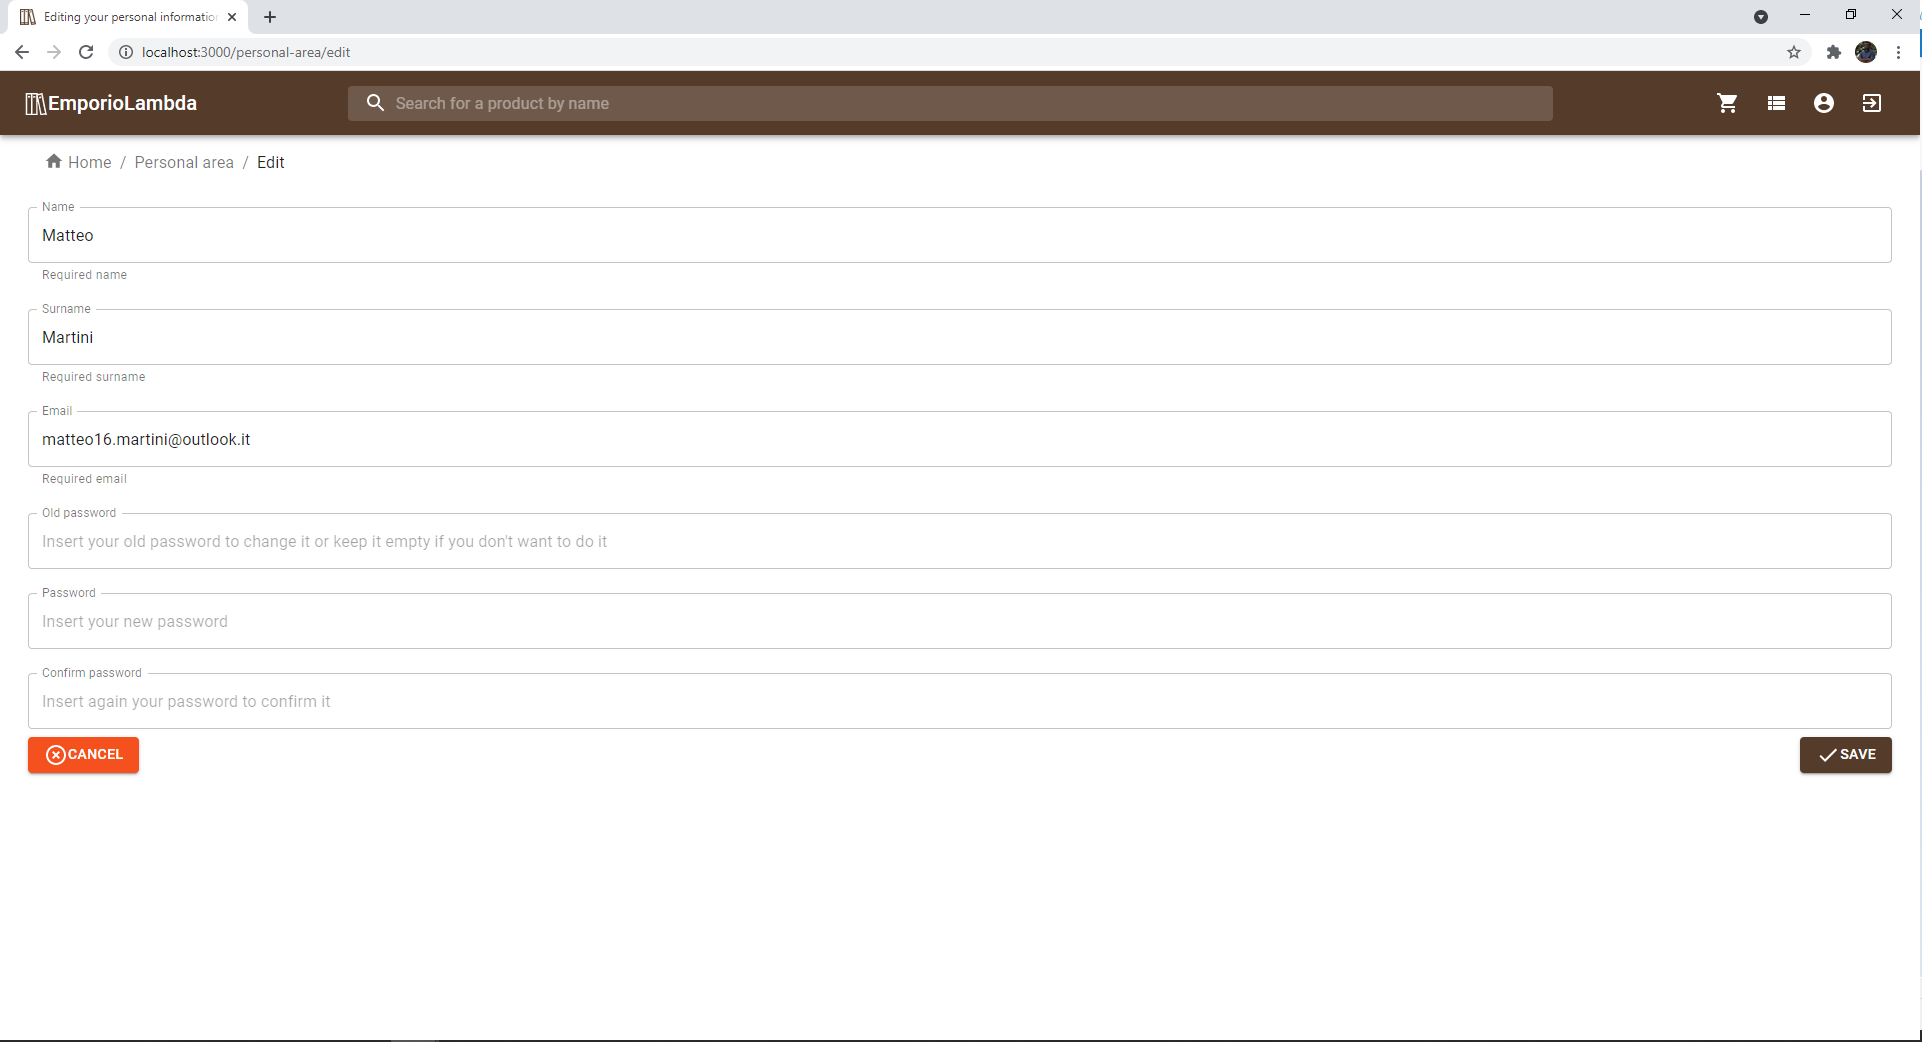 Editing your personal informatio
localhost:3000/personal-area/edit
EmporioLambda
Search for a product by name
Home / Personal area / Edit
Name
Matteo
Required name
Surname
Martini
Required surname
Email
matteo16.martini@outlook.it
Required email
Old password
Insert your old password to change it or keep it empty if you don't want to do it
Password
Insert your new password
Confirm password
Insert again your password to confirm it
CANCEL
SAVE